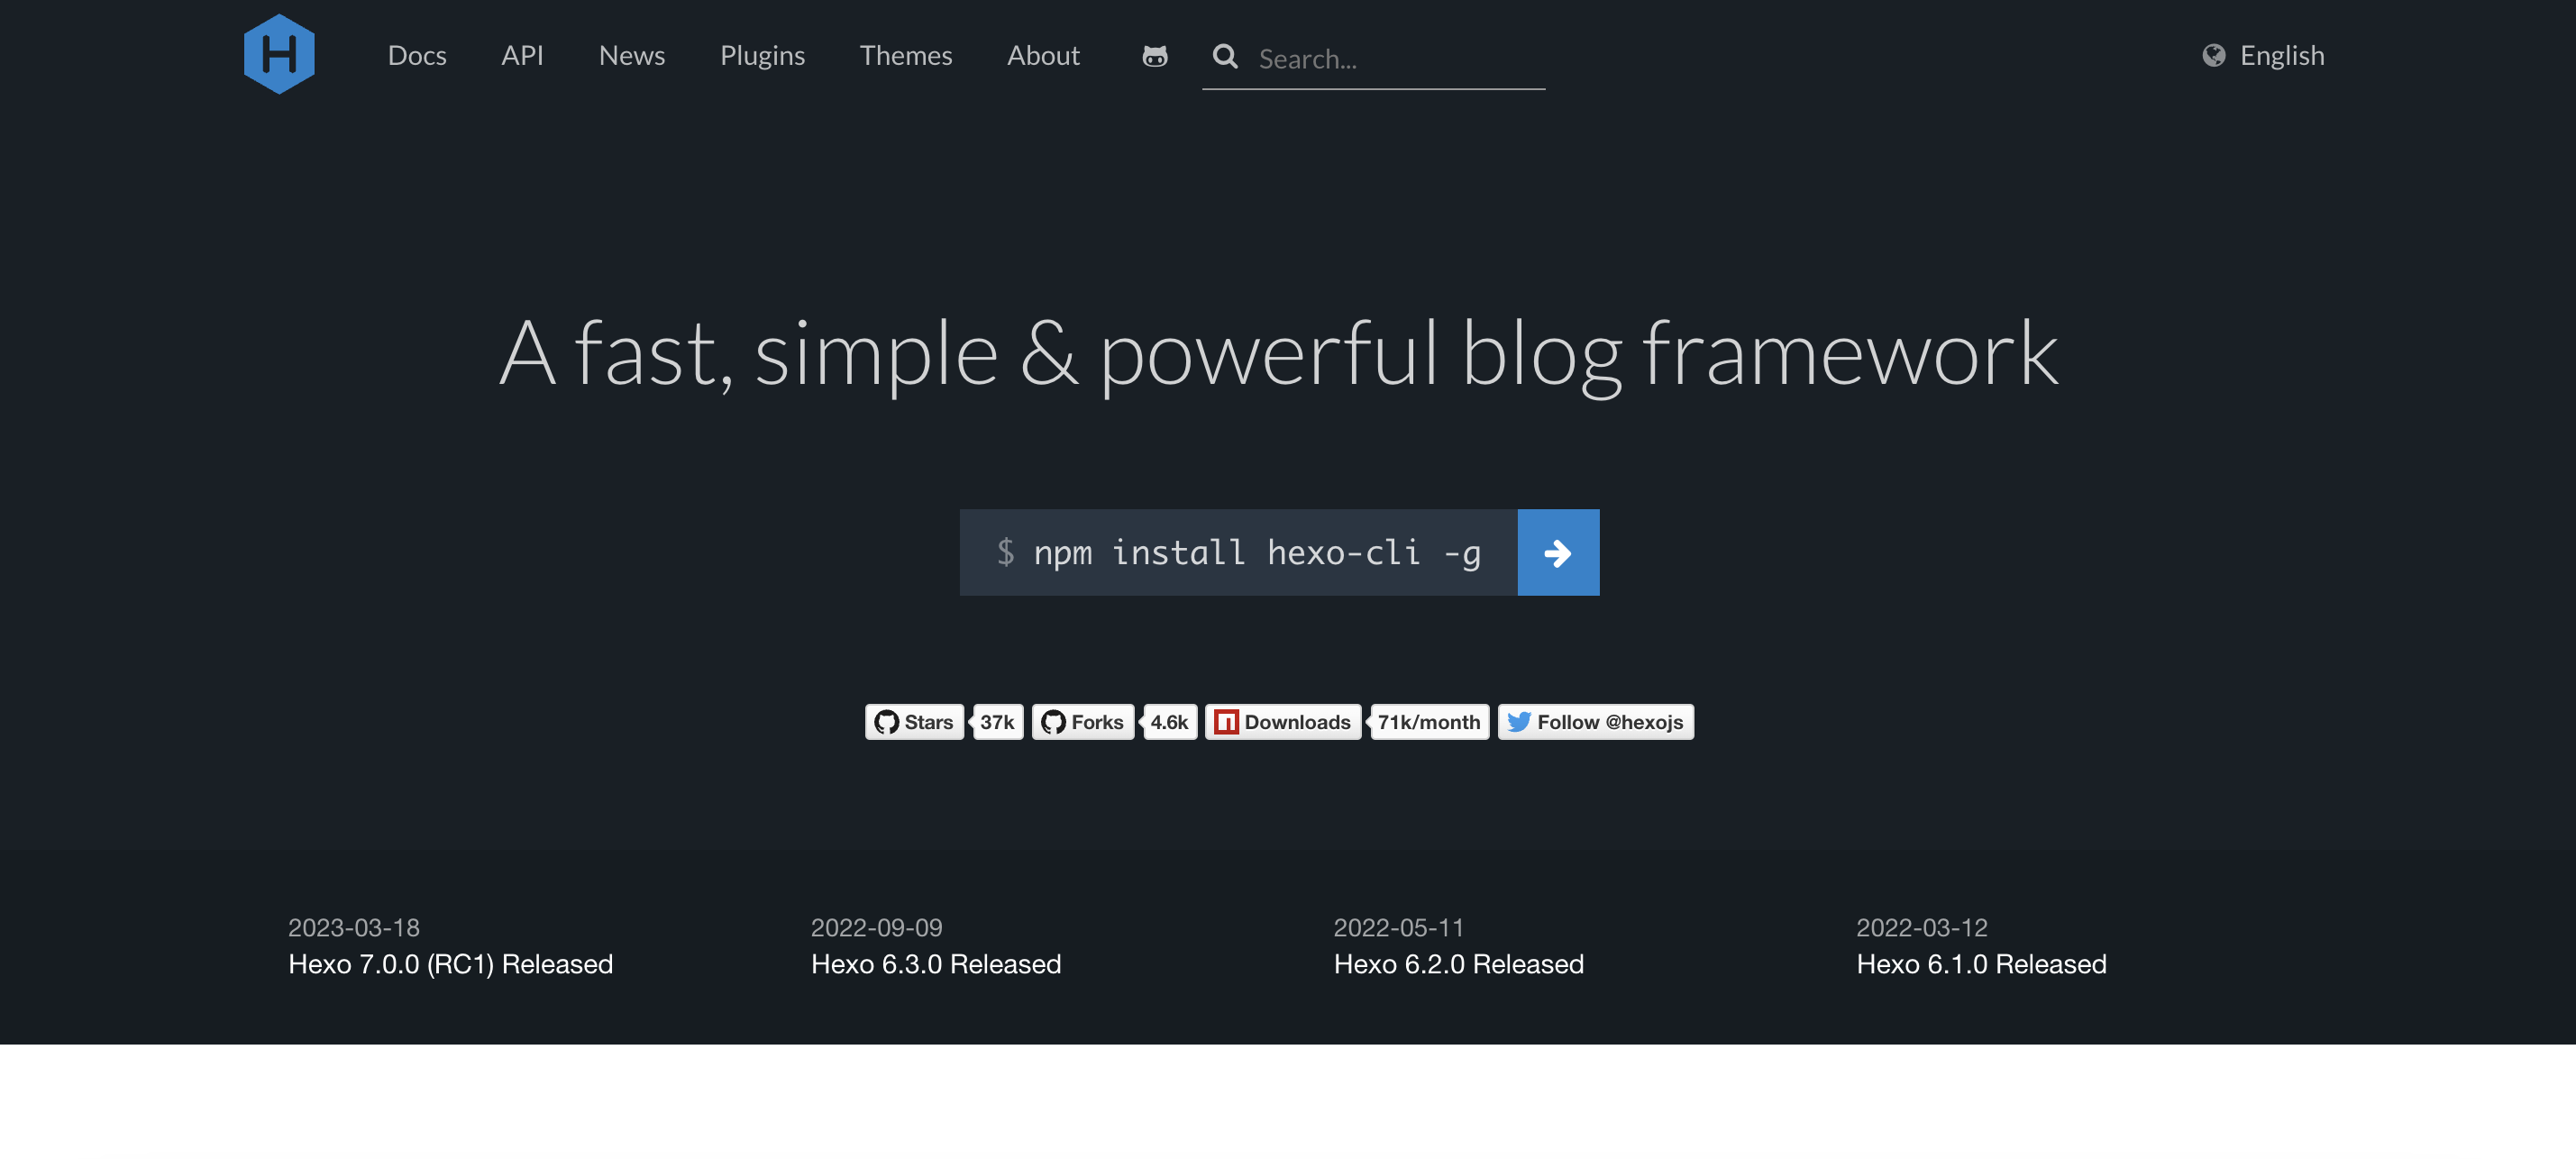 H Docs API News Plugins Themes About Search... English
A fast, simple & powerful blog framework
$ npm install hexo-cli -g
Stars 37k Forks 4.6k Downloads 71k/month Follow @hexojs
2023-03-18 2022-09-09 2022-05-11 2022-03-12
Hexo 7.0.0 (RC1) Released Hexo 6.3.0 Released Hexo 6.2.0 Released Hexo 6.1.0 Released